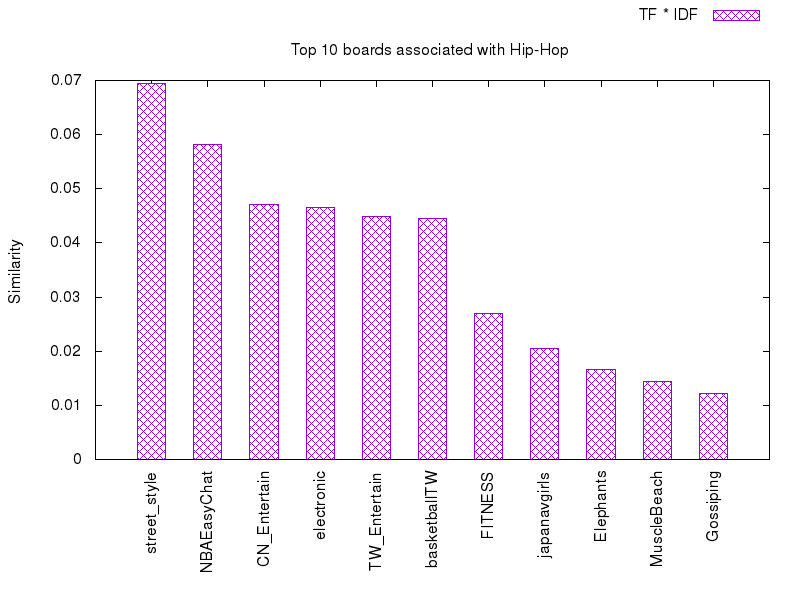 TF * IDF
Top 10 boards associated with Hip-Hop
Similarity
0.07
0.06
0.05
0.04
0.03
0.02
0.01
0
street_style
NBAEasyChat
CN_Entertain
electronic
TW_Entertain
basketballTW
FITNESS
japanavgirls
Elephants
MuscleBeach
Gossiping